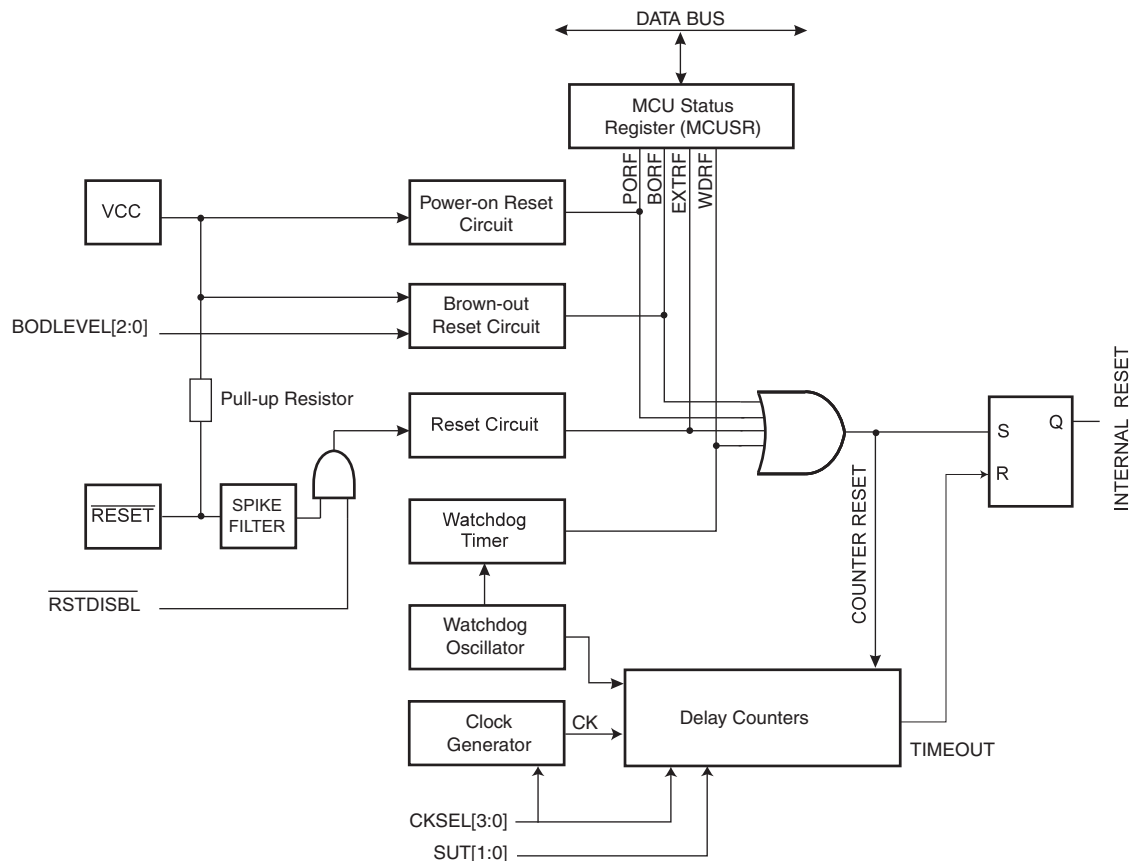 DATA BUS
MCU Status
Register (MCUSR)
PORF
BORF
EXTRF
WDRF
VCC
Power-on Reset
Circuit
BODLEVEL[2:0]
Brown-out
Reset Circuit
Pull-up Resistor
Reset Circuit
S
Q
R
INTERNAL RESET
RESET
SPIKE
FILTER
Watchdog
Timer
COUNTER RESET
RSTDISBL
Watchdog
Oscillator
Clock
Generator
CK
Delay Counters
TIMEOUT
CKSEL[3:0]
SUT[1:0]